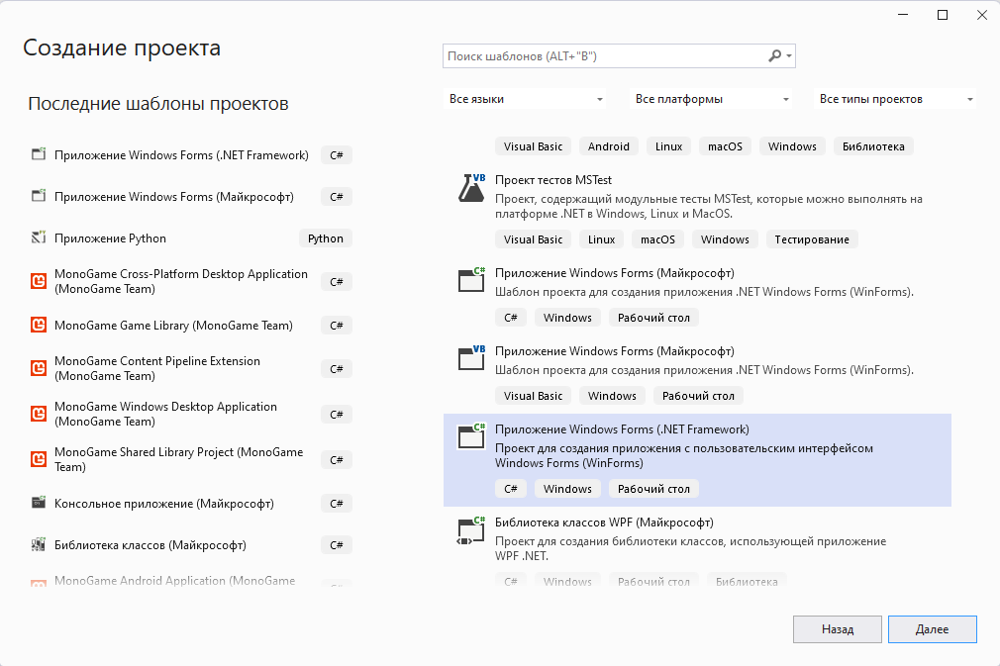 Создание проекта
Последние шаблоны проектов
Приложение Windows Forms (.NET Framework) C#
Приложение Windows Forms (Майкрософт) C#
Приложение Python Python
MonoGame Cross-Platform Desktop Application
(MonoGame Team) C#
MonoGame Game Library (MonoGame Team) C#
MonoGame Content Pipeline Extension
(MonoGame Team) C#
MonoGame Windows Desktop Application
(MonoGame Team) C#
MonoGame Shared Library Project (MonoGame
Team) C#
Консольное приложение (Майкрософт) C#
Библиотека классов (Майкрософт) C#
MonoGame Android Application (MonoGame
Поиск шаблонов (ALT+"B")
Все языки Все платформы Все типы проектов
Visual Basic Android Linux macOS Windows Библиотека
VB
Проект тестов MSTest
Проект, содержащий модульные тесты MSTest, которые можно выполнять на
платформе .NET в Windows, Linux и MacOS.
Visual Basic Linux macOS Windows Тестирование
C#
Приложение Windows Forms (Майкрософт)
Шаблон проекта для создания приложения .NET Windows Forms (WinForms).
C# Windows Рабочий стол
VB
Приложение Windows Forms (Майкрософт)
Шаблон проекта для создания приложения .NET Windows Forms (WinForms).
Visual Basic Windows Рабочий стол
C#
Приложение Windows Forms (.NET Framework)
Проект для создания приложения с пользовательским интерфейсом
Windows Forms (WinForms)
C# Windows Рабочий стол
C#
Библиотека классов WPF (Майкрософт)
Проект для создания библиотеки классов, использующей приложение
WPF .NET.
C# Windows Рабочий стол Библиотека
Назад Далее